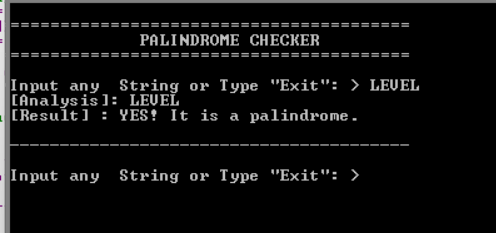 ========================================
PALINDROME CHECKER
========================================
Input any  String or Type "Exit": > LEVEL
[Analysis]: LEVEL
[Result] : YES! It is a palindrome.
----------------------------------------
Input any  String or Type "Exit": >